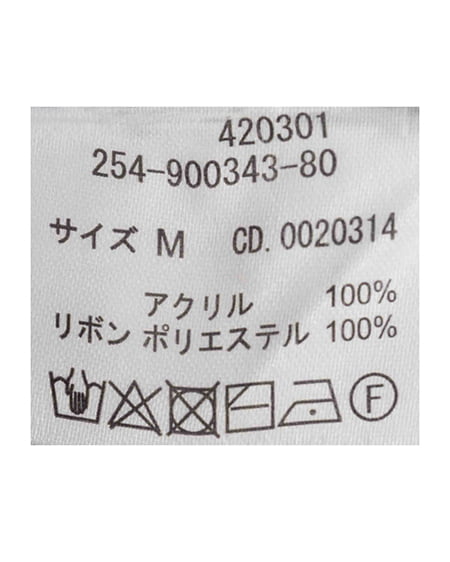 420301
254-900343-80
サイズ M CD. 0020314
アクリル 100%
リボン ポリエステル 100%
F